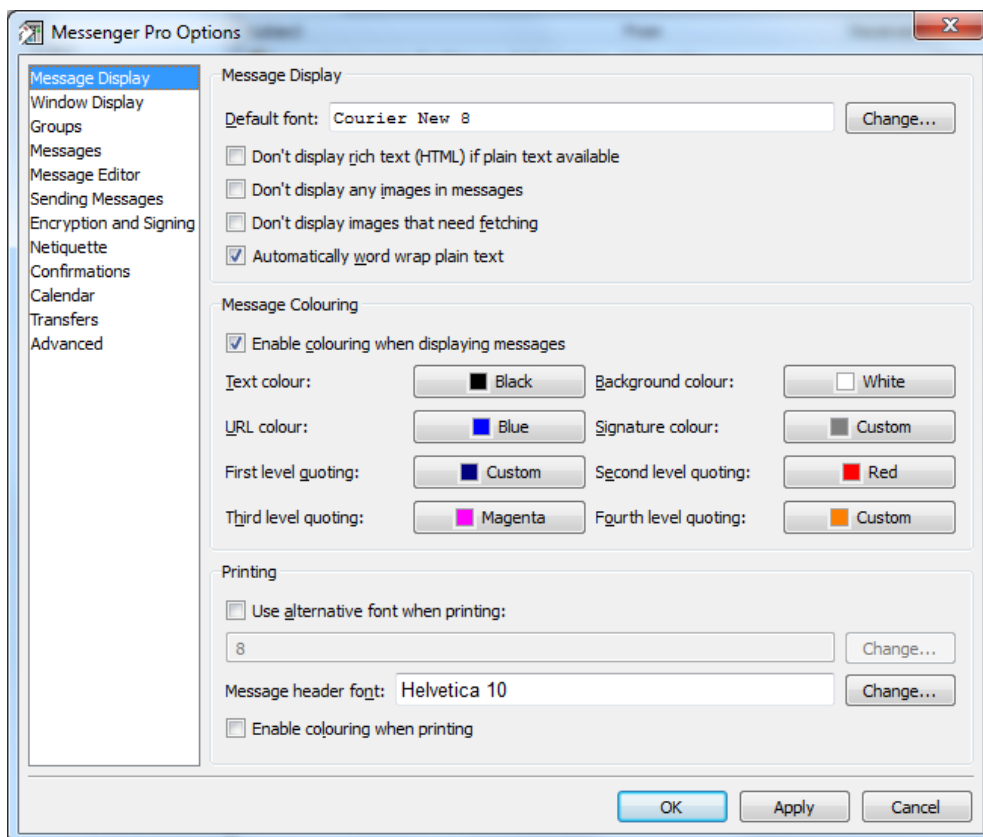 Messenger Pro Options
Message Display
Window Display
Groups
Messages
Message Editor
Sending Messages
Encryption and Signing
Netiquette
Confirmations
Calendar
Transfers
Advanced
Message Display
Default font: Courier New 8 Change...
Don't display rich text (HTML) if plain text available
Don't display any images in messages
Don't display images that need fetching
Automatically word wrap plain text
Message Colouring
Enable colouring when displaying messages
Text colour: Black Background colour: White
URL colour: Blue Signature colour: Custom
First level quoting: Custom Second level quoting: Red
Third level quoting: Magenta Fourth level quoting: Custom
Printing
Use alternative font when printing:
8 Change...
Message header font: Helvetica 10 Change...
Enable colouring when printing
OK Apply Cancel